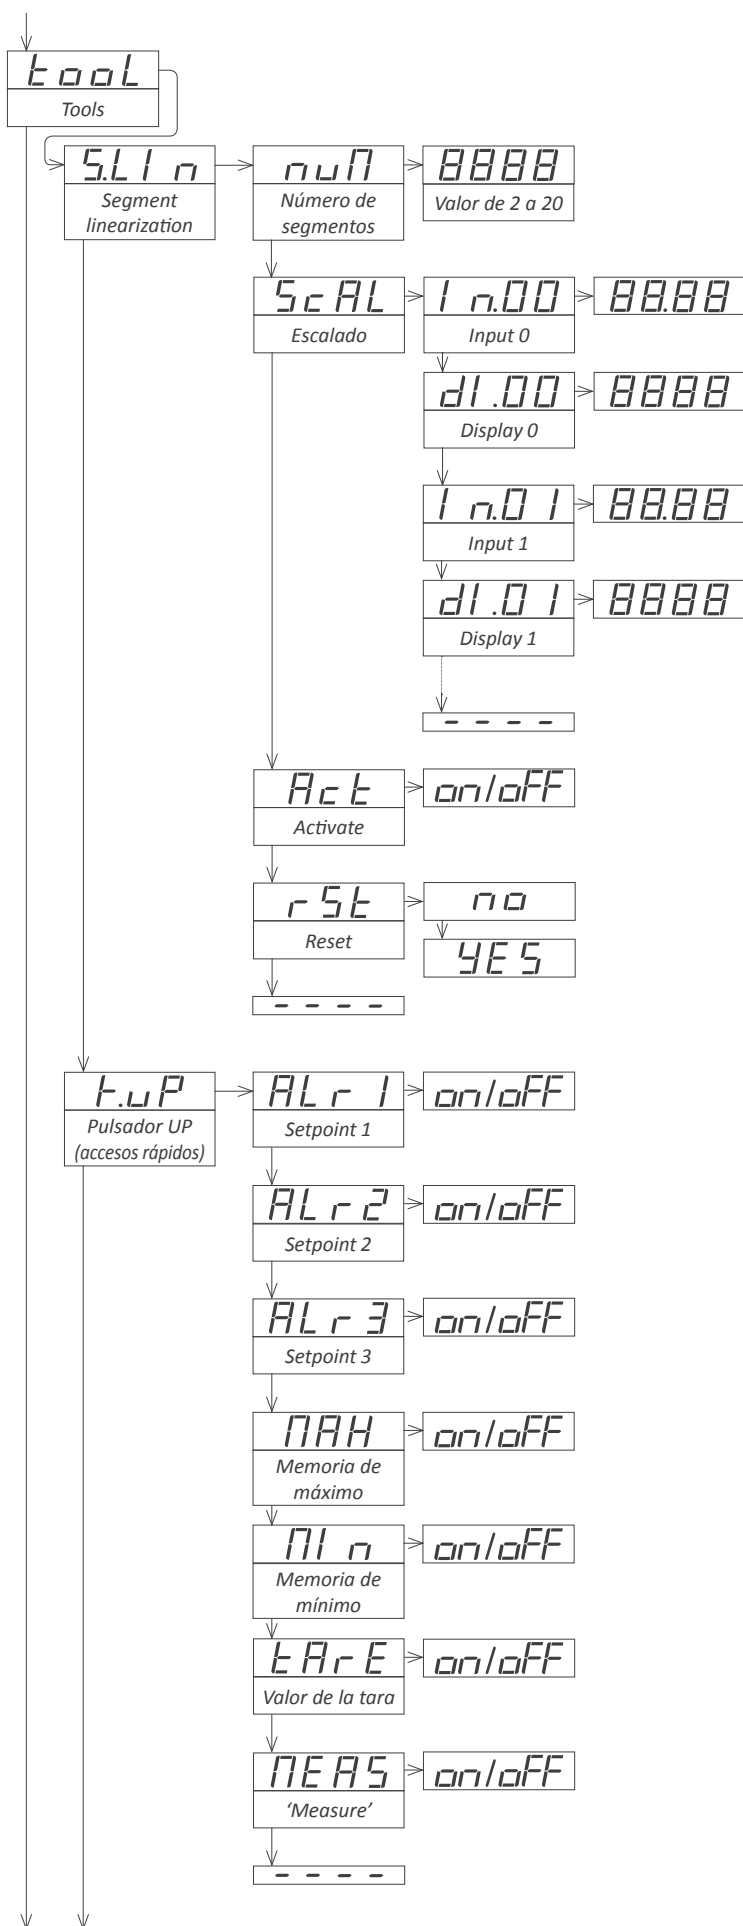 tooL
Tools
S.LIn
Segment
linearization
nuM
Número de
segmentos
8888
Valor de 2 a 20
ScAL
Escalado
In.00
Input 0
88.88
dI.00
Display 0
8888
In.01
Input 1
88.88
dI.01
Display 1
8888
----
Act
Activate
on/oFF
rSt
Reset
no
YES
----
t.uP
Pulsador UP
(accesos rápidos)
ALr1
Setpoint 1
on/oFF
ALr2
Setpoint 2
on/oFF
ALr3
Setpoint 3
on/oFF
MAH
Memoria de
máximo
on/oFF
MIn
Memoria de
mínimo
on/oFF
tArE
Valor de la tara
on/oFF
MEAS
‘Measure’
on/oFF
----